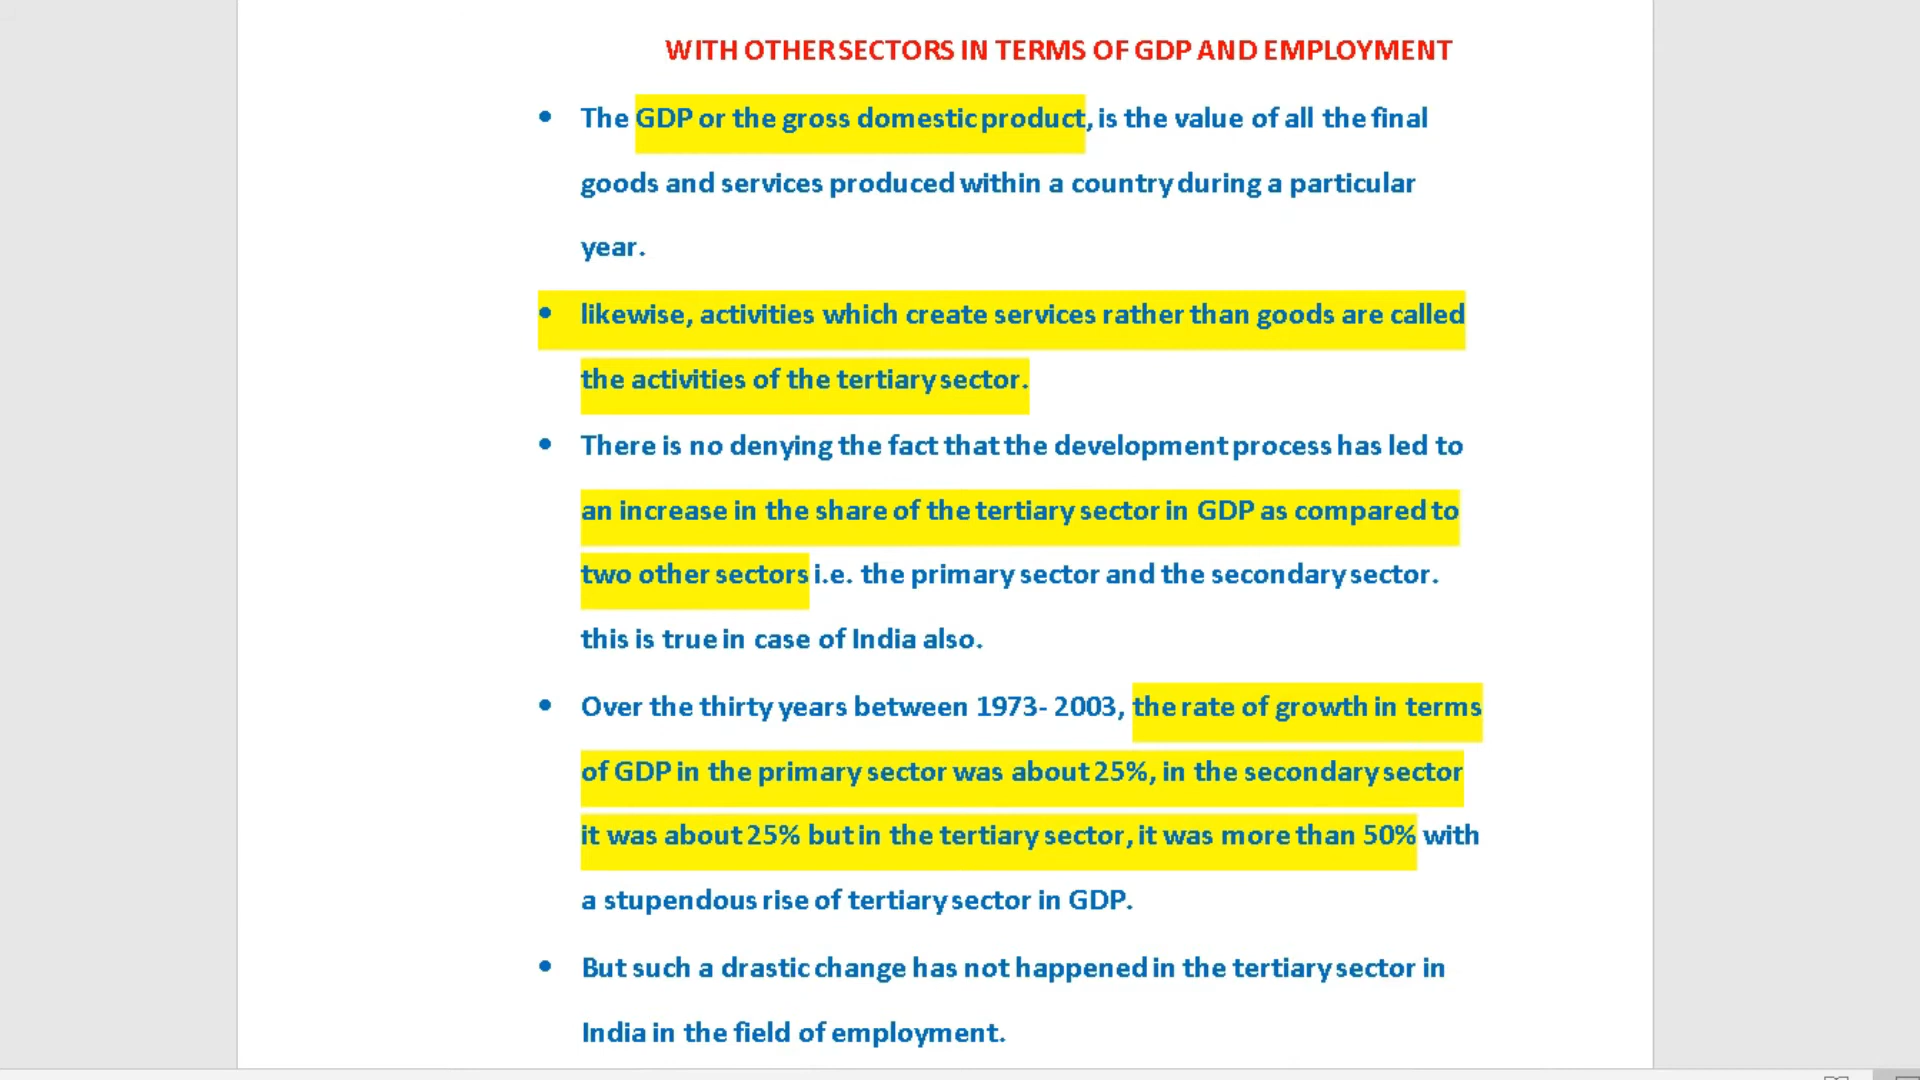 WITH OTHER SECTORS IN TERMS OF GDP AND EMPLOYMENT
• The GDP or the gross domestic product, is the value of all the final
goods and services produced within a country during a particular
year.
• likewise, activities which create services rather than goods are called
the activities of the tertiary sector.
• There is no denying the fact that the development process has led to
an increase in the share of the tertiary sector in GDP as compared to
two other sectors i.e. the primary sector and the secondary sector.
this is true in case of India also.
• Over the thirty years between 1973- 2003, the rate of growth in terms
of GDP in the primary sector was about 25%, in the secondary sector
it was about 25% but in the tertiary sector, it was more than 50% with
a stupendous rise of tertiary sector in GDP.
• But such a drastic change has not happened in the tertiary sector in
India in the field of employment.